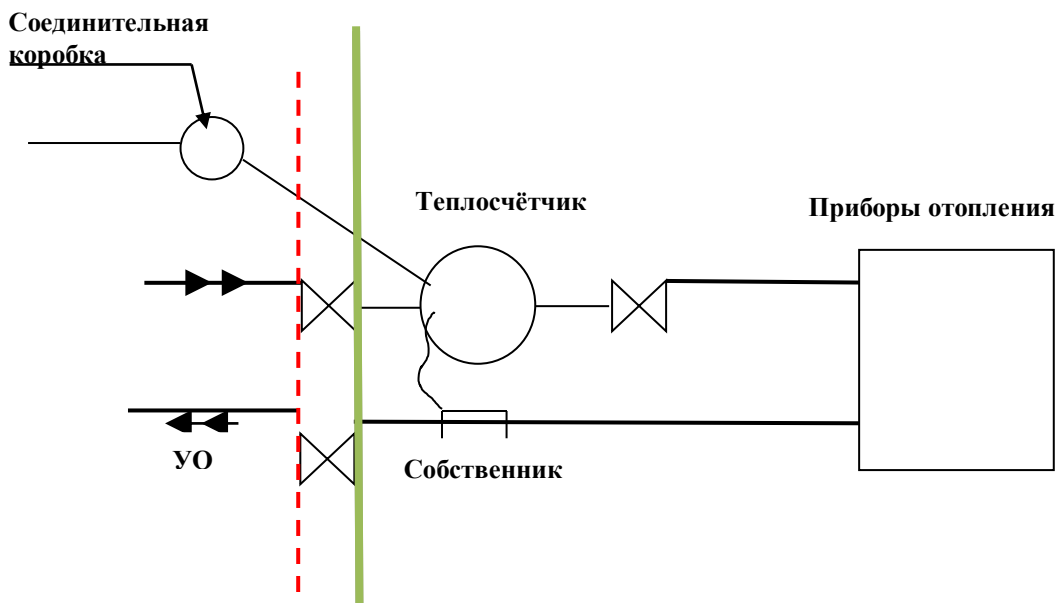 Соединительная
коробка
Теплосчётчик
Приборы отопления
УО
Собственник